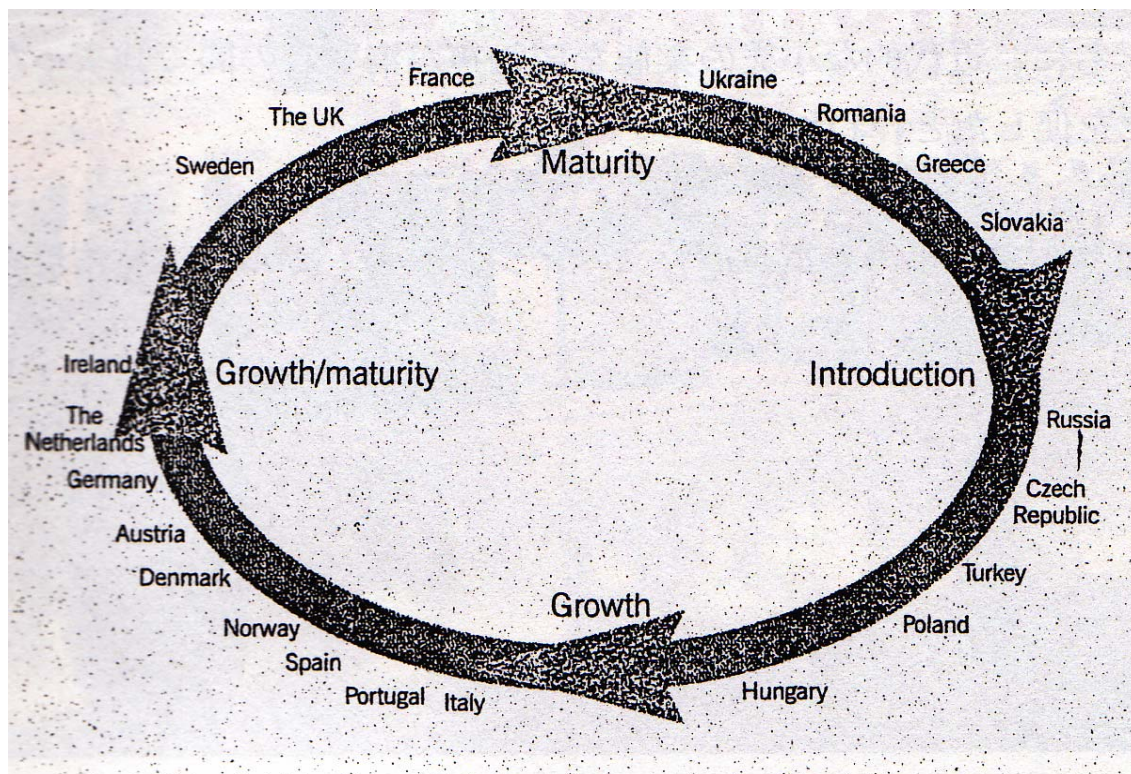 France
Ukraine
The UK
Romania
Maturity
Sweden
Greece
Slovakia
Ireland
Growth/maturity
Introduction
The
Netherlands
Russia
Germany
Czech
Republic
Austria
Denmark
Turkey
Growth
Norway
Poland
Spain
Portugal
Italy
Hungary